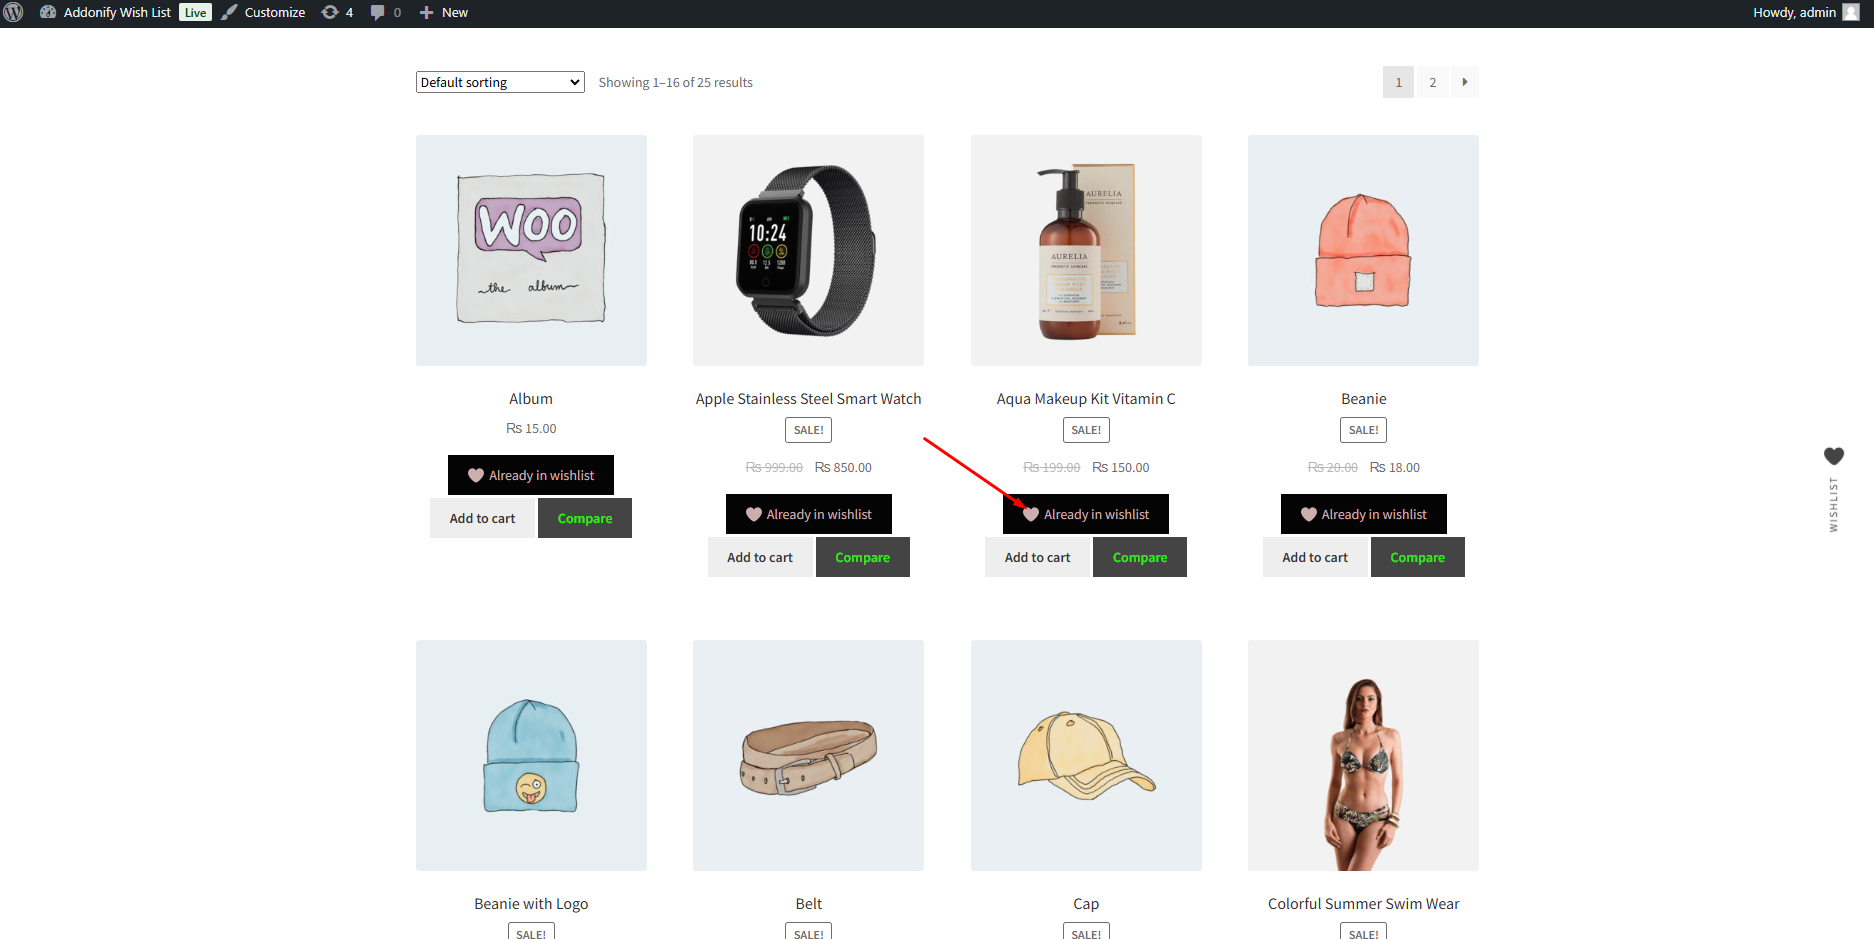 Addonify Wish List Live Customize 4 0 New Howdy, admin
Default sorting Showing 1–16 of 25 results 1 2
WOO
the album
10:24
AURELIA
AURELIA
Album
Apple Stainless Steel Smart Watch
Aqua Makeup Kit Vitamin C
Beanie
₨ 15.00
SALE!
SALE!
SALE!
₨ 999.00 ₨ 850.00
₨ 199.00 ₨ 150.00
₨ 20.00 ₨ 18.00
Already in wishlist
Already in wishlist
Already in wishlist
Already in wishlist
Add to cart Compare
Add to cart Compare
Add to cart Compare
Add to cart Compare
WISHLIST
Beanie with Logo
Belt
Cap
Colorful Summer Swim Wear
SALE!
SALE!
SALE!
SALE!